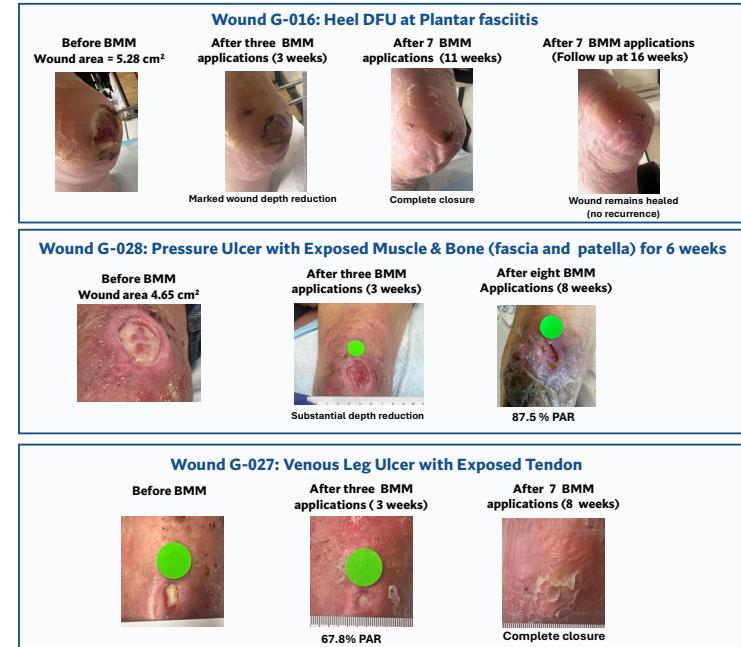 Wound G-016: Heel DFU at Plantar fasciitis
Before BMM
Wound area = 5.28 cm²
After three BMM
applications (3 weeks)
After 7 BMM
applications (11 weeks)
After 7 BMM applications
(Follow up at 16 weeks)
Marked wound depth reduction
Complete closure
Wound remains healed
(no recurrence)
Wound G-028: Pressure Ulcer with Exposed Muscle & Bone (fascia and patella) for 6 weeks
Before BMM
Wound area 4.65 cm²
After three BMM
applications (3 weeks)
After eight BMM
Applications (8 weeks)
Substantial depth reduction
87.5 % PAR
Wound G-027: Venous Leg Ulcer with Exposed Tendon
Before BMM
After three BMM
applications ( 3 weeks)
After 7 BMM
applications (8 weeks)
67.8% PAR
Complete closure